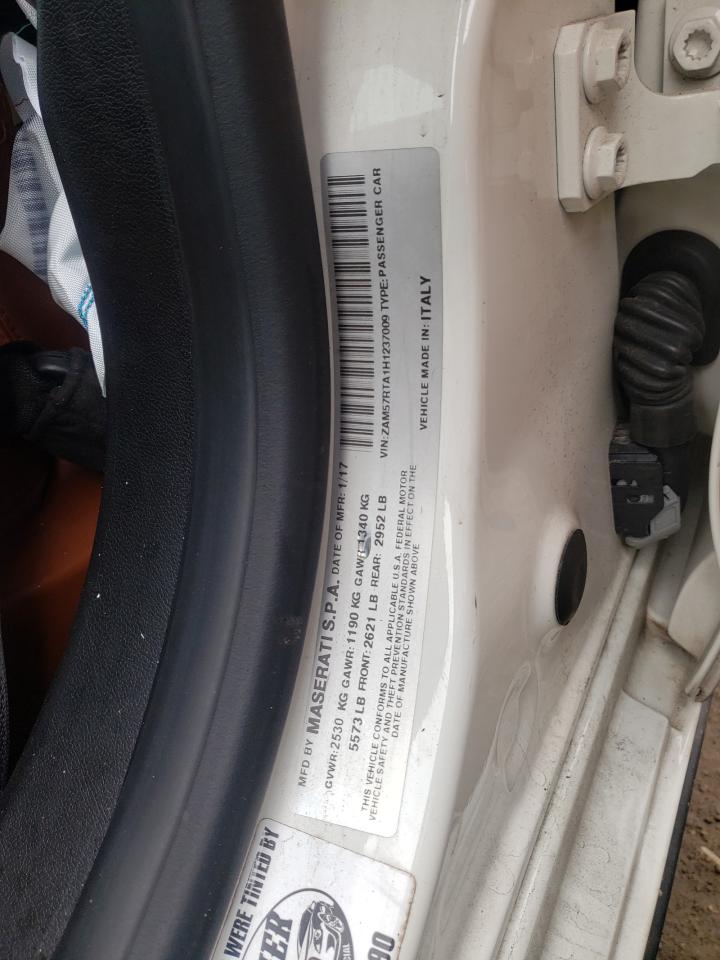 MFD BY MASERATI S.P.A. DATE OF MFR: 1/17
GVWR: 2530 KG GAWR: 1190 KG GAWR 1340 KG
5573 LB FRONT: 2621 LB REAR: 2952 LB
VIN: ZAM57RTA1H1237009 TYPE: PASSENGER CAR
THIS VEHICLE CONFORMS TO ALL APPLICABLE U.S.A. FEDERAL MOTOR
VEHICLE SAFETY AND THEFT PREVENTION STANDARDS IN EFFECT ON THE
DATE OF MANUFACTURE SHOWN ABOVE
VEHICLE MADE IN: ITALY
WERE TINTED BY